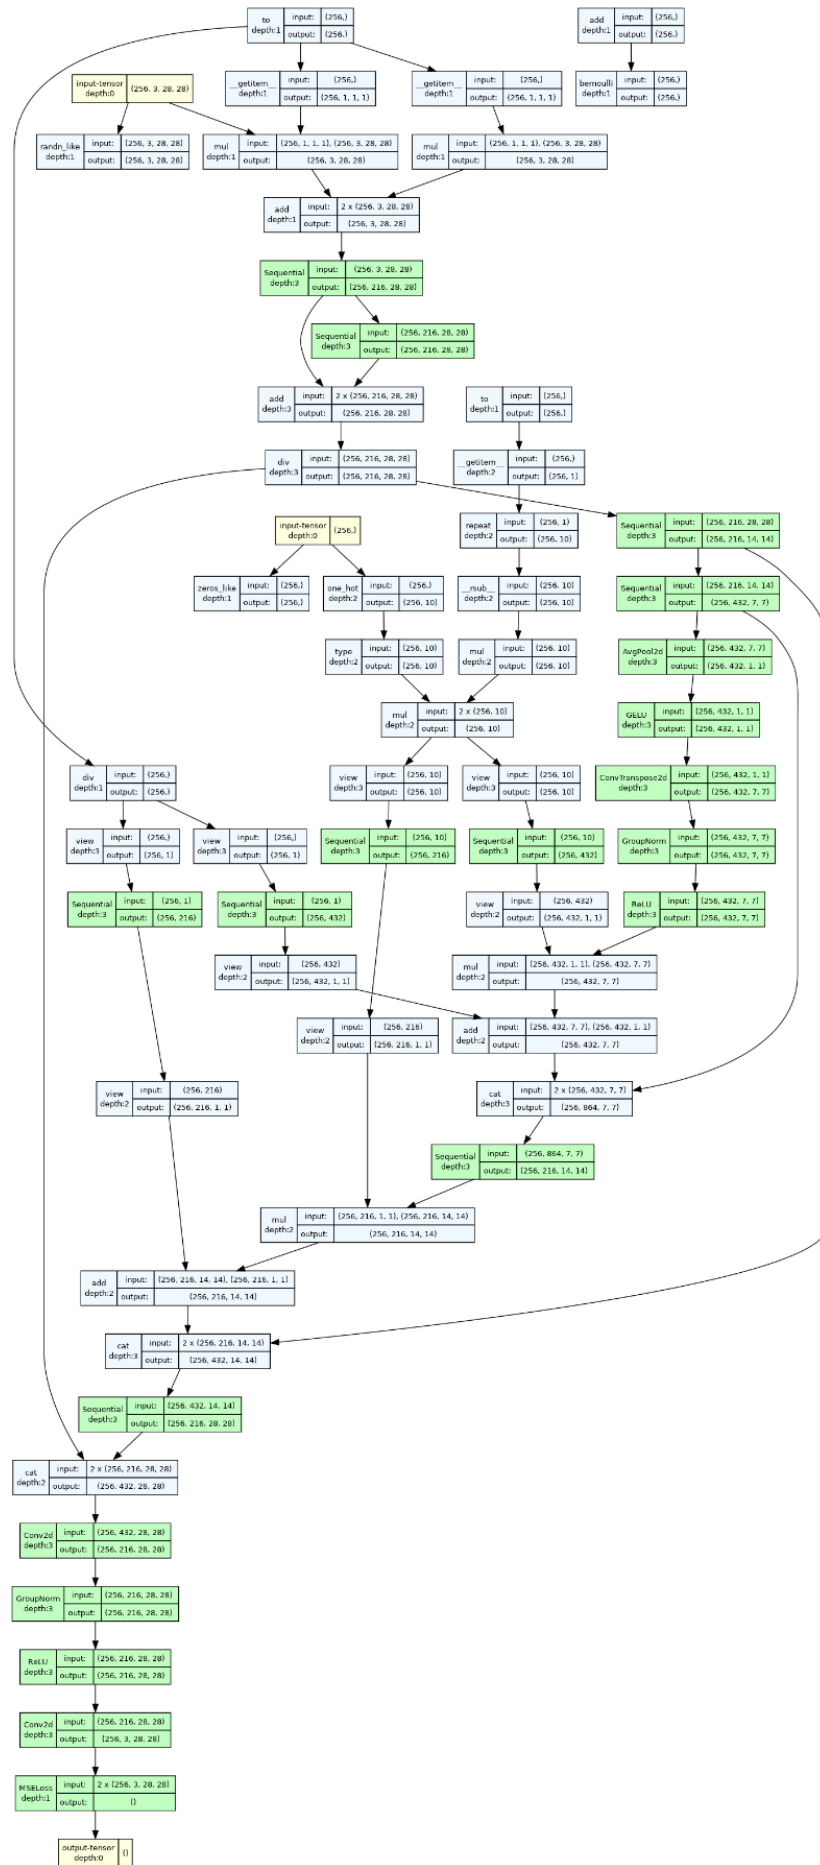 to
depth:1
input: (256,)
output: (256,)
add
depth:1
input: (256,)
output: (256,)
input-tensor
depth:0
(256, 3, 28, 28)
__getitem__
depth:1
input: (256,)
output: (256, 1, 1, 1)
__getitem__
depth:1
input: (256,)
output: (256, 1, 1, 1)
bernoulli
depth:1
input: (256,)
output: (256,)
randn_like
depth:1
input: (256, 3, 28, 28)
output: (256, 3, 28, 28)
mul
depth:1
input: (256, 1, 1, 1), (256, 3, 28, 28)
output: (256, 3, 28, 28)
mul
depth:1
input: (256, 1, 1, 1), (256, 3, 28, 28)
output: (256, 3, 28, 28)
add
depth:1
input: 2 x (256, 3, 28, 28)
output: (256, 3, 28, 28)
Sequential
depth:3
input: (256, 3, 28, 28)
output: (256, 216, 28, 28)
Sequential
depth:3
input: (256, 216, 28, 28)
output: (256, 216, 28, 28)
add
depth:3
input: 2 x (256, 216, 28, 28)
output: (256, 216, 28, 28)
to
depth:1
input: (256,)
output: (256,)
div
depth:3
input: (256, 216, 28, 28)
output: (256, 216, 28, 28)
__getitem__
depth:2
input: (256,)
output: (256, 1)
input-tensor
depth:0
(256,)
repeat
depth:2
input: (256, 1)
output: (256, 10)
Sequential
depth:3
input: (256, 216, 28, 28)
output: (256, 216, 14, 14)
zeros_like
depth:1
input: (256,)
output: (256,)
one_hot
depth:2
input: (256,)
output: (256, 10)
__rsub__
depth:2
input: (256, 10)
output: (256, 10)
Sequential
depth:3
input: (256, 216, 14, 14)
output: (256, 432, 7, 7)
type
depth:2
input: (256, 10)
output: (256, 10)
mul
depth:2
input: (256, 10)
output: (256, 10)
AvgPool2d
depth:3
input: (256, 432, 7, 7)
output: (256, 432, 1, 1)
mul
depth:2
input: 2 x (256, 10)
output: (256, 10)
GELU
depth:3
input: (256, 432, 1, 1)
output: (256, 432, 1, 1)
div
depth:1
input: (256,)
output: (256,)
view
depth:3
input: (256, 10)
output: (256, 10)
view
depth:3
input: (256, 10)
output: (256, 10)
ConvTranspose2d
depth:3
input: (256, 432, 1, 1)
output: (256, 432, 7, 7)
view
depth:3
input: (256,)
output: (256, 1)
view
depth:3
input: (256,)
output: (256, 1)
Sequential
depth:3
input: (256, 10)
output: (256, 216)
Sequential
depth:3
input: (256, 10)
output: (256, 432)
GroupNorm
depth:3
input: (256, 432, 7, 7)
output: (256, 432, 7, 7)
Sequential
depth:3
input: (256, 1)
output: (256, 216)
Sequential
depth:3
input: (256, 1)
output: (256, 432)
view
depth:2
input: (256, 432)
output: (256, 432, 1, 1)
ReLU
depth:3
input: (256, 432, 7, 7)
output: (256, 432, 7, 7)
view
depth:2
input: (256, 432)
output: (256, 432, 1, 1)
mul
depth:2
input: (256, 432, 1, 1), (256, 432, 7, 7)
output: (256, 432, 7, 7)
view
depth:2
input: (256, 216)
output: (256, 216, 1, 1)
add
depth:2
input: (256, 432, 7, 7), (256, 432, 1, 1)
output: (256, 432, 7, 7)
view
depth:2
input: (256, 216)
output: (256, 216, 1, 1)
cat
depth:3
input: 2 x (256, 432, 7, 7)
output: (256, 864, 7, 7)
Sequential
depth:3
input: (256, 864, 7, 7)
output: (256, 216, 14, 14)
mul
depth:2
input: (256, 216, 1, 1), (256, 216, 14, 14)
output: (256, 216, 14, 14)
add
depth:2
input: (256, 216, 14, 14), (256, 216, 1, 1)
output: (256, 216, 14, 14)
cat
depth:3
input: 2 x (256, 216, 14, 14)
output: (256, 432, 14, 14)
Sequential
depth:3
input: (256, 432, 14, 14)
output: (256, 216, 28, 28)
cat
depth:2
input: 2 x (256, 216, 28, 28)
output: (256, 432, 28, 28)
Conv2d
depth:3
input: (256, 432, 28, 28)
output: (256, 216, 28, 28)
GroupNorm
depth:3
input: (256, 216, 28, 28)
output: (256, 216, 28, 28)
ReLU
depth:3
input: (256, 216, 28, 28)
output: (256, 216, 28, 28)
Conv2d
depth:3
input: (256, 216, 28, 28)
output: (256, 3, 28, 28)
MSELoss
depth:1
input: 2 x (256, 3, 28, 28)
output: ()
output-tensor
depth:0
()